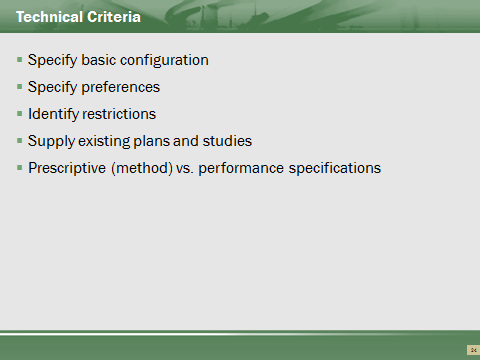 Technical Criteria
Specify basic configuration
Specify preferences
Identify restrictions
Supply existing plans and studies
Prescriptive (method) vs. performance specifications
24